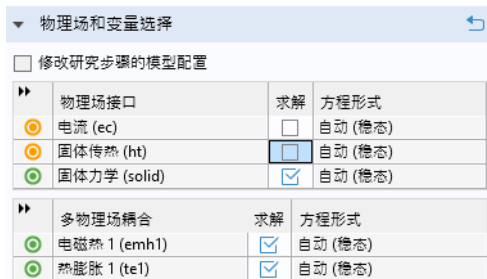 物理场和变量选择
修改研究步骤的模型配置
物理场接口 求解 方程形式
电流 (ec) 自动 (稳态)
固体传热 (ht) 自动 (稳态)
固体力学 (solid) 自动 (稳态)
多物理场耦合 求解 方程形式
电磁热 1 (emh1) 自动 (稳态)
热膨胀 1 (te1) 自动 (稳态)